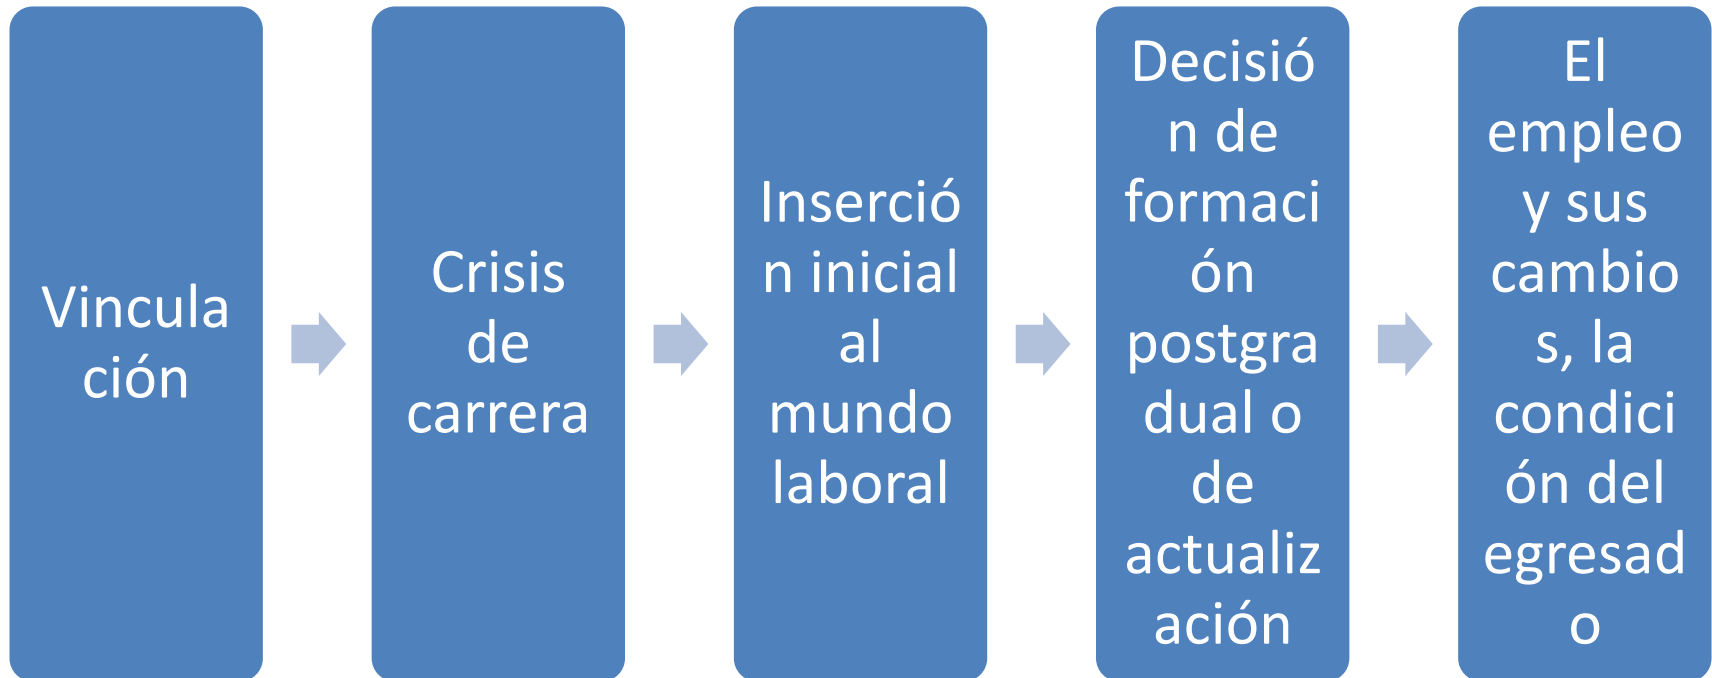 Vincula
ción
Crisis
de
carrera
Inserció
n inicial
al
mundo
laboral
Decisió
n de
formaci
ón
postgra
dual o
de
actualiz
ación
El
empleo
y sus
cambio
s, la
condici
ón del
egresad
o